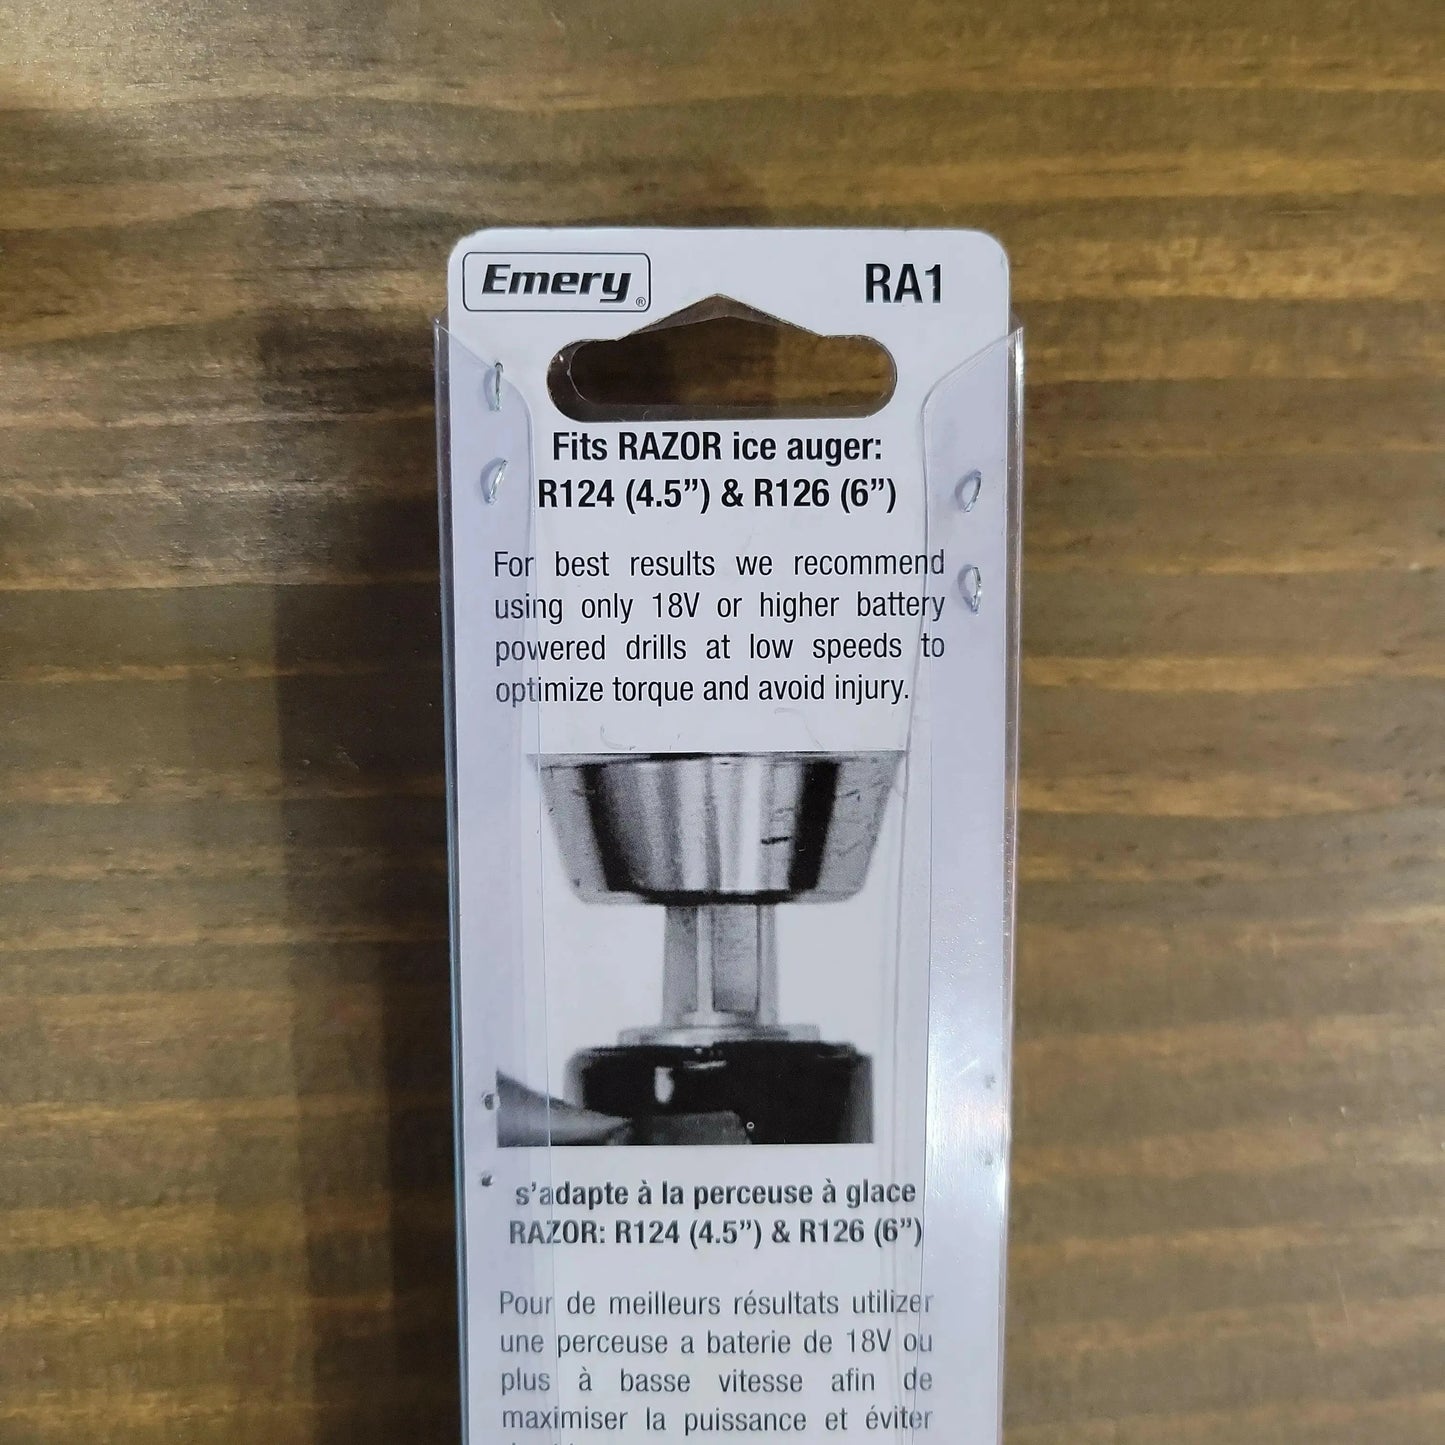 Emery®
RA1
Fits RAZOR ice auger:
R124 (4.5”) & R126 (6”)
For best results we recommend
using only 18V or higher battery
powered drills at low speeds to
optimize torque and avoid injury.
s’adapte à la perceuse à glace
RAZOR: R124 (4.5”) & R126 (6”)
Pour de meilleurs résultats utilizer
une perceuse a baterie de 18V ou
plus à basse vitesse afin de
maximiser la puissance et éviter